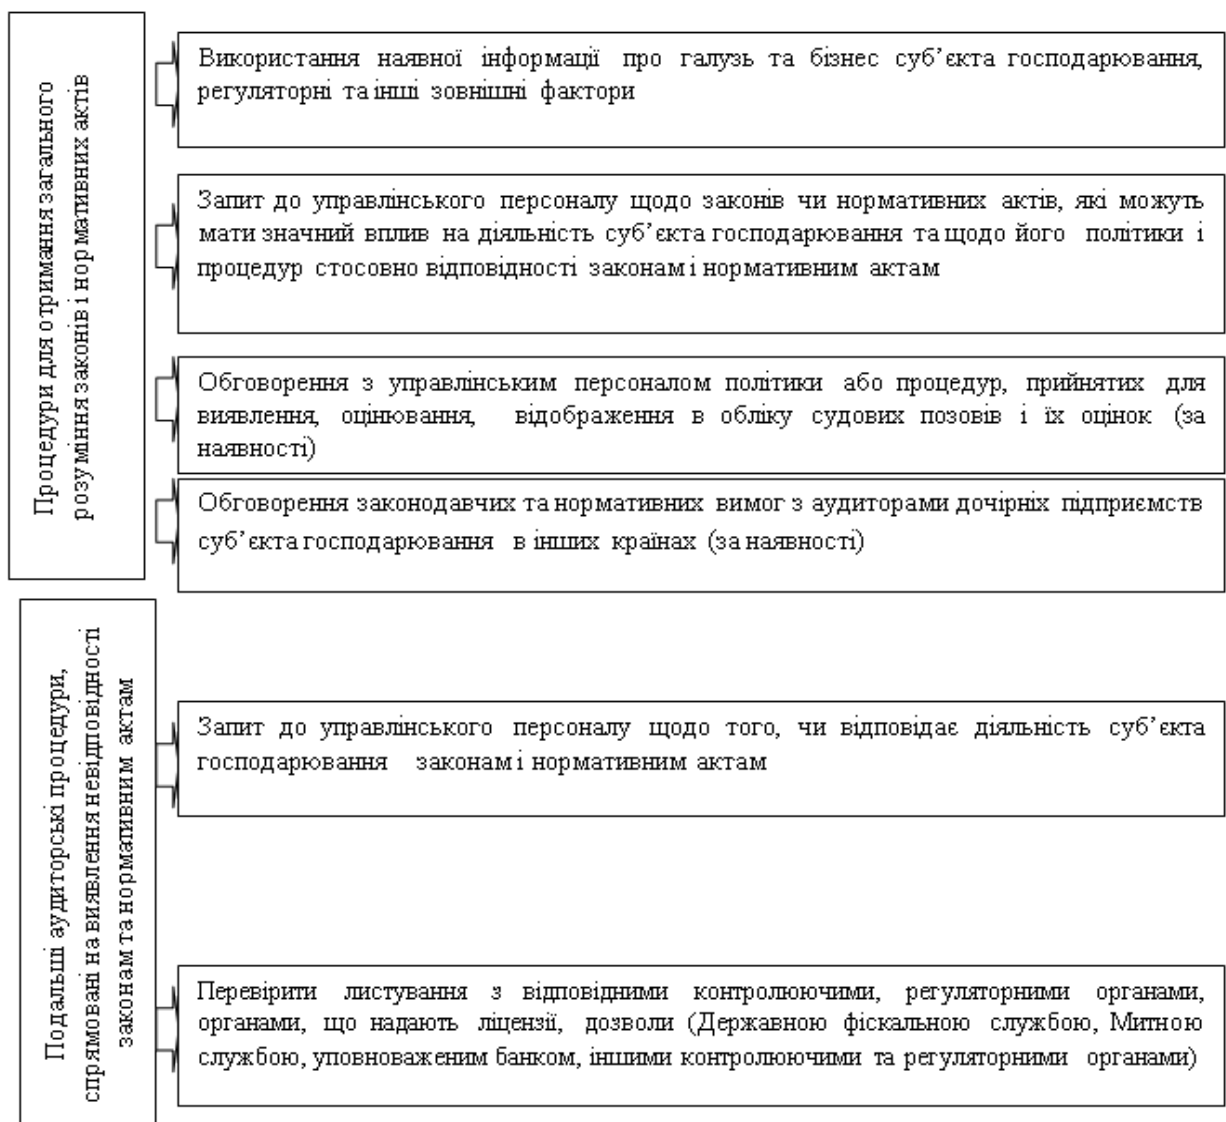 Процедури для отримання загального
розуміння законів і нормативних актів
Використання наявної інформації про галузь та бізнес суб’єкта господарювання,
регуляторні та інші зовнішні фактори
Запит до управлінського персоналу щодо законів чи нормативних актів, які можуть
мати значний вплив на діяльність суб’єкта господарювання та щодо його політики і
процедур стосовно відповідності законам і нормативним актам
Обговорення з управлінським персоналом політики або процедур, прийнятих для
виявлення, оцінювання, відображення в обліку судових позовів і їх оцінок (за
наявності)
Обговорення законодавчих та нормативних вимог з аудиторами дочірніх підприємств
суб’єкта господарювання в інших країнах (за наявності)
Подальші аудиторські процедури,
спрямовані на виявлення невідповідності
законам та нормативним актам
Запит до управлінського персоналу щодо того, чи відповідає діяльність суб’єкта
господарювання законам і нормативним актам
Перевірити листування з відповідними контролюючими, регуляторними органами,
органами, що надають ліцензії, дозволи (Державною фіскальною службою, Митною
службою, уповноваженим банком, іншими контролюючими та регуляторними органами)